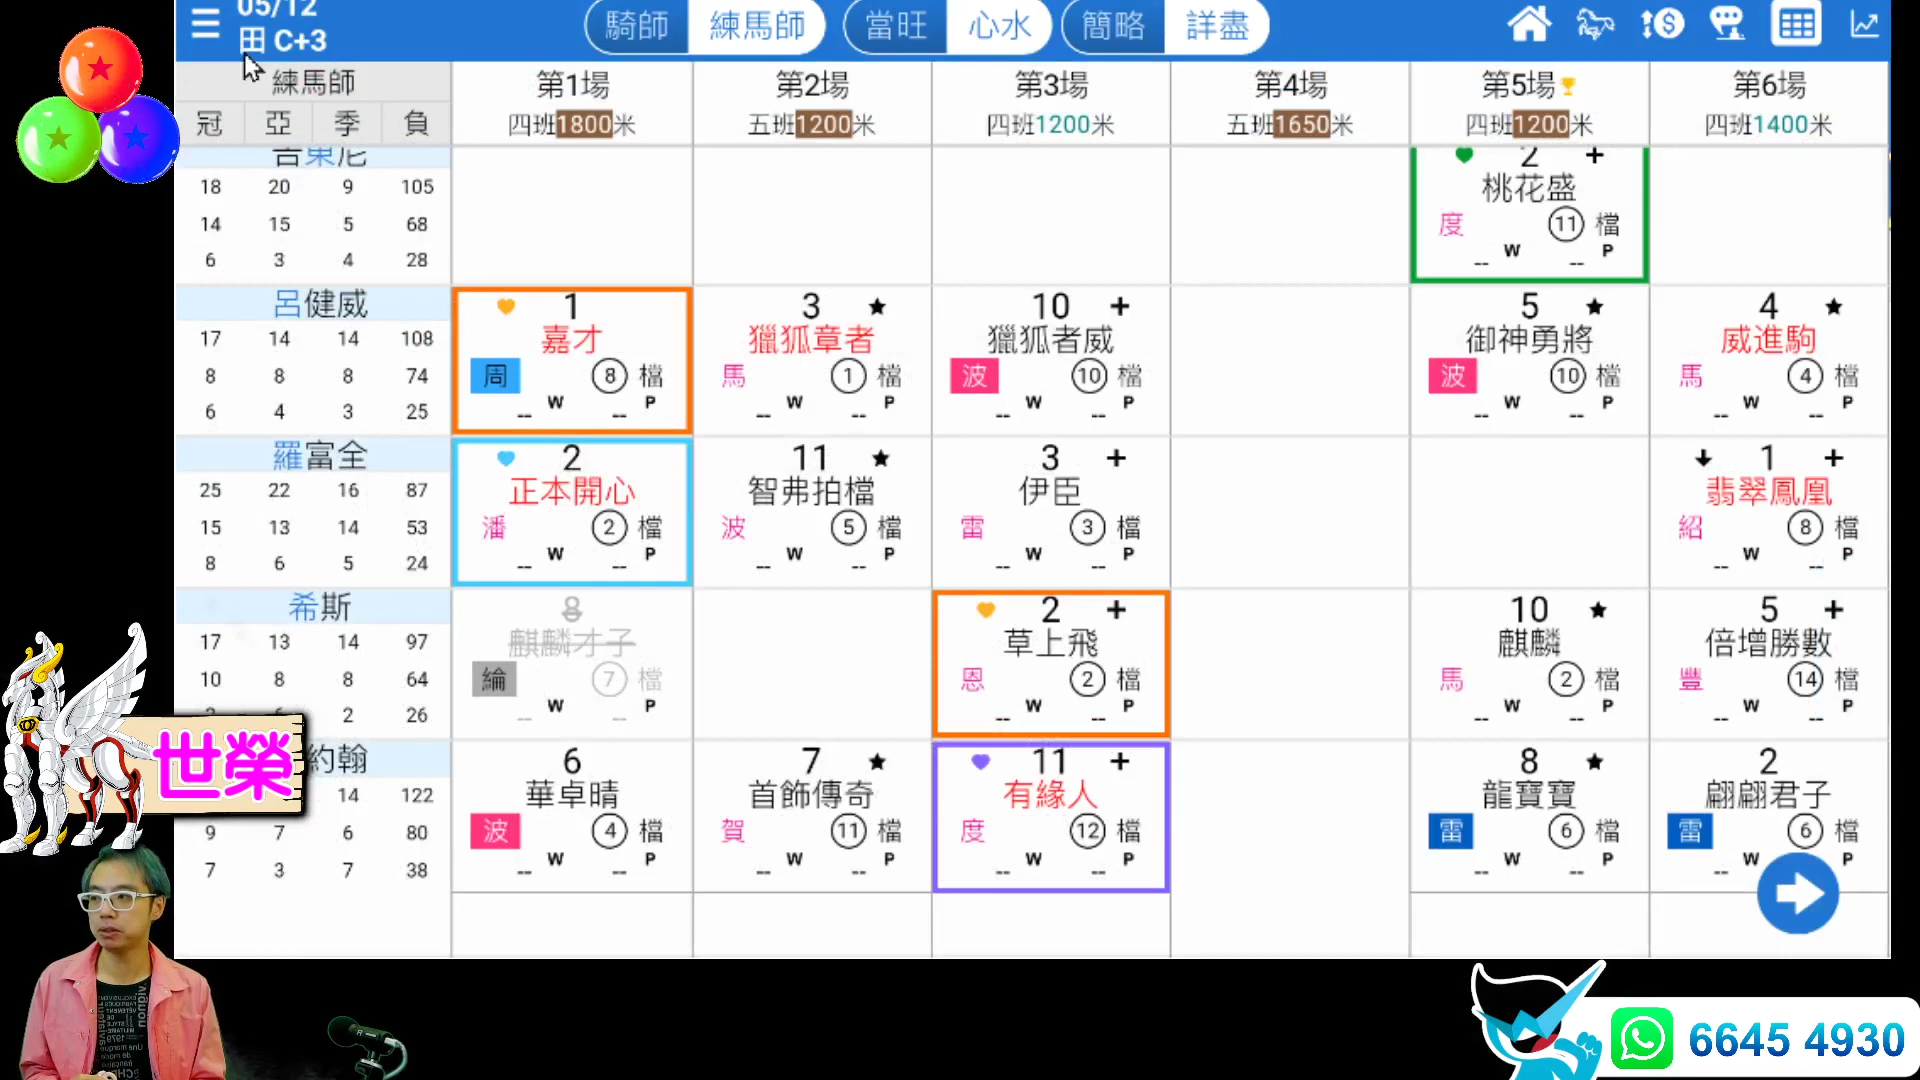 05/12
田 C+3
騎師 練馬師 當旺 心水 簡略 詳盡
練馬師
冠 亞 季 負
第1場 第2場 第3場 第4場 第5場 第6場
四班1800米 五班1200米 四班1200米 五班1650米 四班1200米 四班1400米
告東尼
18 20 9 105
14 15 5 68
6 3 4 28
2 +
桃花盛
度 11 檔
-- W -- P
呂健威
17 14 14 108
8 8 8 74
6 4 3 25
1
嘉才
周 8 檔
-- W -- P
3 ★
獵狐章者
馬 1 檔
-- W -- P
10 +
獵狐者威
波 10 檔
-- W -- P
5 ★
御神勇將
波 10 檔
-- W -- P
4 ★
威進駒
馬 4 檔
-- W -- P
羅富全
25 22 16 87
15 13 14 53
8 6 5 24
2
正本開心
潘 2 檔
-- W -- P
11 ★
智弗拍檔
波 5 檔
-- W -- P
3 +
伊臣
雷 3 檔
-- W -- P
1 +
翡翠鳳凰
紹 8 檔
-- W -- P
希斯
17 13 14 97
10 8 8 64
2 26
8
麒麟才子
綸 7 檔
-- W -- P
2 +
草上飛
恩 2 檔
-- W -- P
10 ★
麒麟
馬 2 檔
-- W -- P
5 +
倍增勝數
豐 14 檔
-- W -- P
約翰
14 122
9 7 6 80
7 3 7 38
6
華卓晴
波 4 檔
-- W -- P
7 ★
首飾傳奇
賀 11 檔
-- W -- P
11 +
有緣人
度 12 檔
-- W -- P
8 ★
龍寶寶
雷 6 檔
-- W -- P
2
翩翩君子
雷 6 檔
-- W -- P
世榮
6645 4930